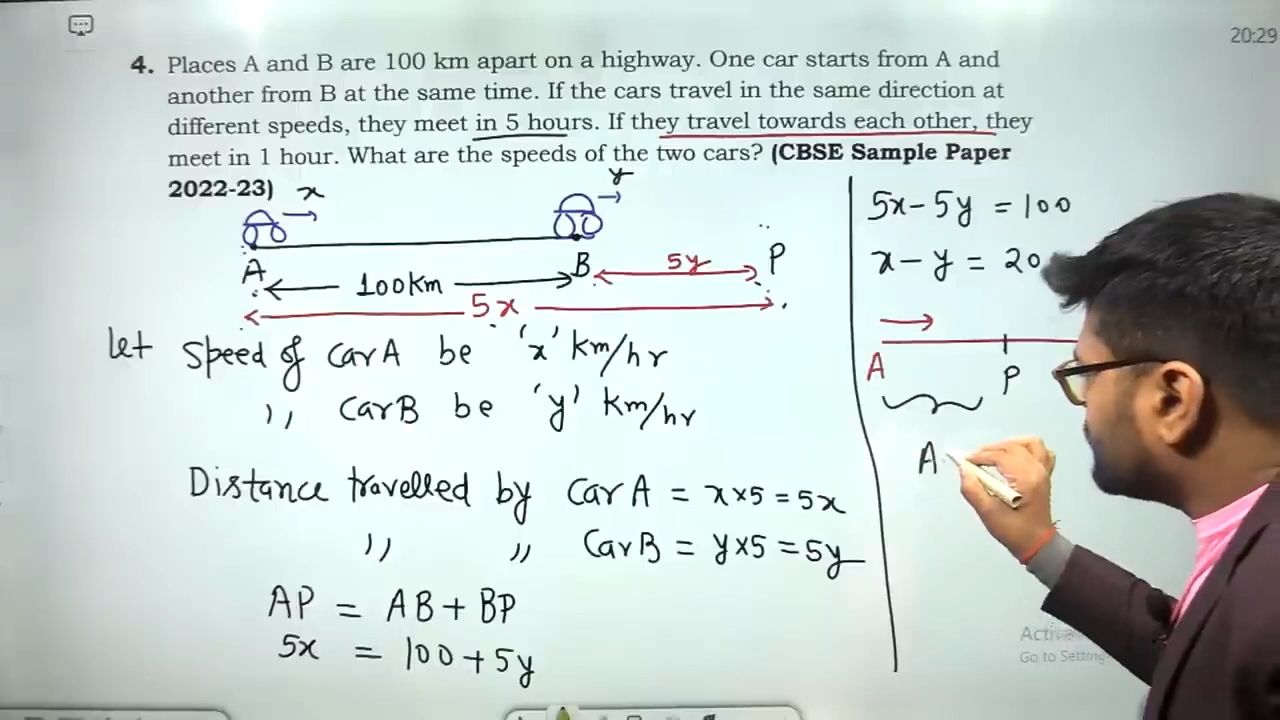 20:29
4. Places A and B are 100 km apart on a highway. One car starts from A and
another from B at the same time. If the cars travel in the same direction at
different speeds, they meet in 5 hours. If they travel towards each other, they
meet in 1 hour. What are the speeds of the two cars? (CBSE Sample Paper
2022-23)
x
y
A
100km
B
5y
P
5x
let Speed of Car A be 'x' km/hr
,, Car B be 'y' km/hr
Distance travelled by Car A = x×5 = 5x
,, ,, Car B = y×5 = 5y
AP = AB + BP
5x = 100 + 5y
5x - 5y = 100
x - y = 20
A
P
A
Go to Setting